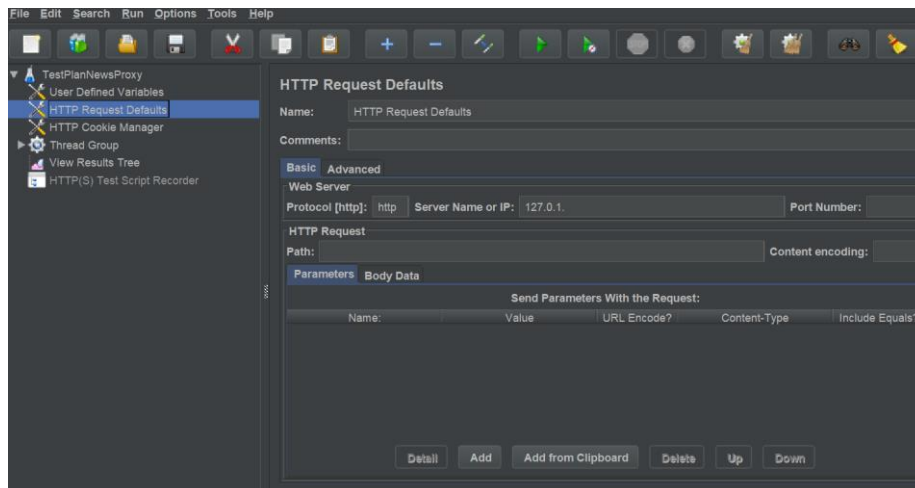 File Edit Search Run Options Tools Help
TestPlanNewsProxy
User Defined Variables
HTTP Request Defaults
HTTP Cookie Manager
Thread Group
View Results Tree
HTTP(S) Test Script Recorder
HTTP Request Defaults
Name: HTTP Request Defaults
Comments:
Basic Advanced
Web Server
Protocol [http]: http Server Name or IP: 127.0.1. Port Number:
HTTP Request
Path: Content encoding:
Parameters Body Data
Send Parameters With the Request:
Name: Value URL Encode? Content-Type Include Equals?
Detail Add Add from Clipboard Delete Up Down